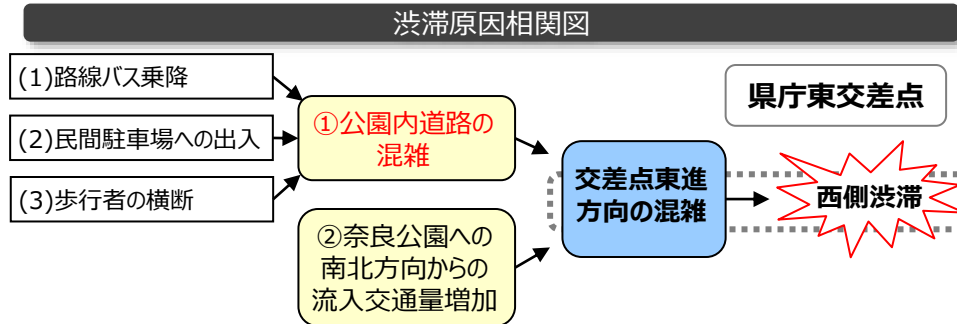 渋滞原因相関図
(1)路線バス乗降
(2)民間駐車場への出入
(3)歩行者の横断
①公園内道路の
混雑
②奈良公園への
南北方向からの
流入交通量増加
交差点東進
方向の混雑
県庁東交差点
西側渋滞